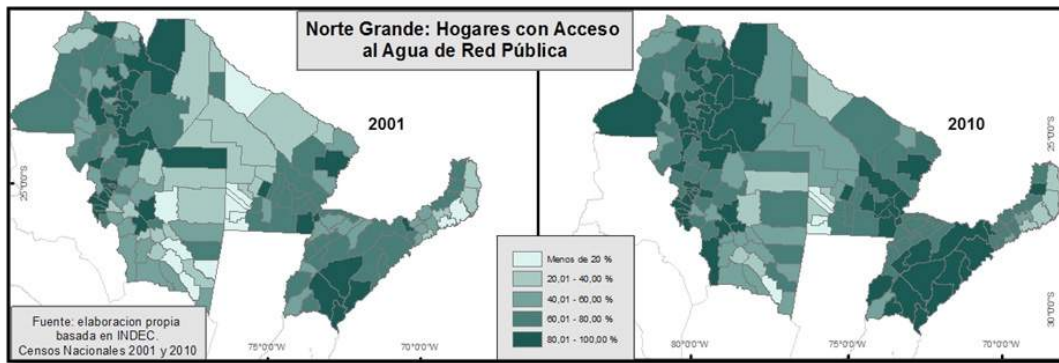 Norte Grande: Hogares con Acceso
al Agua de Red Pública
2001
2010
25°0'0"S
25°0'0"S
30°0'0"S
Menos de 20 %
20,01 - 40,00 %
40,01 - 60,00 %
60,01 - 80,00 %
80,01 - 100,00 %
Fuente: elaboracion propia
basada en INDEC.
Censos Nacionales 2001 y 2010
75°0'0"O
70°0'0"O
80°0'0"O
75°0'0"O
70°0'0"O